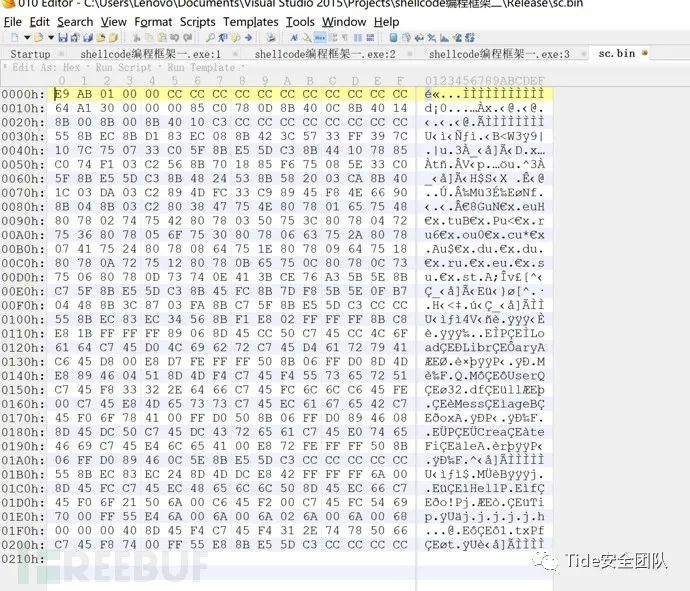 010 Editor - C:\Users\Lenovo\Documents\Visual Studio 2015\Projects\shellcode编程框架二\Release\sc.bin
File Edit Search View Format Scripts Templates Tools Window Help
Startup shellcode编程框架一.exe:1 shellcode编程框架一.exe:2 shellcode编程框架一.exe:3 sc.bin
Edit As: Hex Run Script Run Template
0 1 2 3 4 5 6 7 8 9 A B C D E F 0123456789ABCDEF
0000h: E9 AB 01 00 00 CC CC CC CC CC CC CC CC CC CC CC é«...ÌÌÌÌÌÌÌÌÌÌÌ
0010h: 64 A1 30 00 00 00 85 C0 78 0D 8B 40 0C 8B 40 14 d¡0...…Àx.‹@.‹@.
0020h: 8B 00 8B 00 8B 40 10 C3 CC CC CC CC CC CC CC CC ‹.‹.‹@.ÃÌÌÌÌÌÌÌÌ
0030h: 55 8B EC 8B D1 83 EC 08 8B 42 3C 57 33 FF 39 7C U‹ì‹Ñƒì.‹B<W3ÿ9|
0040h: 10 7C 75 07 33 C0 5F 8B E5 5D C3 8B 44 10 78 85 .|u.3À_‹å]Ã‹D.x…
0050h: C0 74 F1 03 C2 56 8B 70 18 85 F6 75 08 5E 33 C0 Àtñ.ÂV‹p.…öu.^3À
0060h: 5F 8B E5 5D C3 8B 48 24 53 8B 58 20 03 CA 8B 40 _‹å]Ã‹H$S‹X .Ê‹@
0070h: 1C 03 DA 03 C2 89 4D FC 33 C9 89 45 F8 4E 66 90 ..Ú.Â‰Mü3É‰EøNf.
0080h: 8B 04 8B 03 C2 80 38 47 75 4E 80 78 01 65 75 48 ‹.‹.Â€8GuN€x.euH
0090h: 80 78 02 74 75 42 80 78 03 50 75 3C 80 78 04 72 €x.tuB€x.Pu<€x.r
00A0h: 75 36 80 78 05 6F 75 30 80 78 06 63 75 2A 80 78 u6€x.ou0€x.cu*€x
00B0h: 07 41 75 24 80 78 08 64 75 1E 80 78 09 64 75 18 .Au$€x.du.€x.du.
00C0h: 80 78 0A 72 75 12 80 78 0B 65 75 0C 80 78 0C 73 €x.ru.€x.eu.€x.s
00D0h: 75 06 80 78 0D 73 74 0E 41 3B CE 76 A3 5B 5E 8B u.€x.st.A;Îv£[^‹
00E0h: C7 5F 8B E5 5D C3 8B 45 FC 8B 7D F8 5B 5E 0F B7 Ç_‹å]Ã‹Eü‹}ø[^.·
00F0h: 04 48 8B 3C 87 03 FA 8B C7 5F 8B E5 5D C3 CC CC .H‹<‡.ú‹Ç_‹å]ÃÌÌ
0100h: 55 8B EC 83 EC 34 56 8B F1 E8 02 FF FF FF 8B C8 U‹ìƒì4V‹ñè.ÿÿÿ‹È
0110h: E8 1B FF FF FF 89 06 8D 45 CC 50 C7 45 CC 4C 6F è.ÿÿÿ‰..EÌPÇEÌLo
0120h: 61 64 C7 45 D0 4C 69 62 72 C7 45 D4 61 72 79 41 adÇEÐLibrÇEÔaryA
0130h: C6 45 D8 00 E8 D7 FE FF FF 50 8B 06 FF D0 8D 4D ÆEØ.è×þÿÿP‹.ÿÐ.M
0140h: E8 89 46 04 51 8D 4D F4 C7 45 F4 55 73 65 72 51 è‰F.Q.MôÇEôUserQ
0150h: C7 45 F8 33 32 2E 64 66 C7 45 FC 6C 6C C6 45 FE ÇEø32.dfÇEüllÆEþ
0160h: 00 C7 45 E8 4D 65 73 73 C7 45 EC 61 67 65 42 C7 .ÇEèMessÇEìageBÇ
0170h: 45 F0 6F 78 41 00 FF D0 50 8B 06 FF D0 89 46 08 EðoxA.ÿÐP‹.ÿÐ‰F.
0180h: 8D 45 DC 50 C7 45 DC 43 72 65 61 C7 45 E0 74 65 .EÜPÇEÜCreaÇEàte
0190h: 46 69 C7 45 E4 6C 65 41 00 E8 72 FE FF FF 50 8B FiÇEäleA.èrþÿÿP‹
01A0h: 06 FF D0 89 46 0C 5E 8B E5 5D C3 CC CC CC CC CC .ÿÐ‰F.^‹å]ÃÌÌÌÌÌ
01B0h: 55 8B EC 83 EC 24 8D 4D DC E8 42 FF FF FF 6A 00 U‹ìƒì$.MÜèBÿÿÿj.
01C0h: 8D 45 FC C7 45 EC 48 65 6C 6C 50 8D 45 EC 66 C7 .EüÇEìHellP.EìfÇ
01D0h: 45 F0 6F 21 50 6A 00 C6 45 F2 00 C7 45 FC 54 69 Eðo!Pj.ÆEò.ÇEüTi
01E0h: 70 00 FF 55 E4 6A 00 6A 00 6A 02 6A 00 6A 00 68 p.ÿUäj.j.j.j.j.h
01F0h: 00 00 00 40 8D 45 F4 C7 45 F4 31 2E 74 78 50 66 ...@.EôÇEô1.txPf
0200h: C7 45 F8 74 00 FF 55 E8 8B E5 5D C3 CC CC CC CC ÇEøt.ÿUè‹å]ÃÌÌÌÌ
0210h:
FREEBUF
Tide安全团队